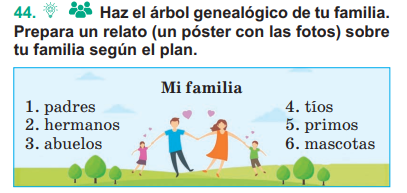 44. Haz el árbol genealógico de tu familia.
Prepara un relato (un póster con las fotos) sobre
tu familia según el plan.
Mi familia
1. padres
2. hermanos
3. abuelos
4. tíos
5. primos
6. mascotas